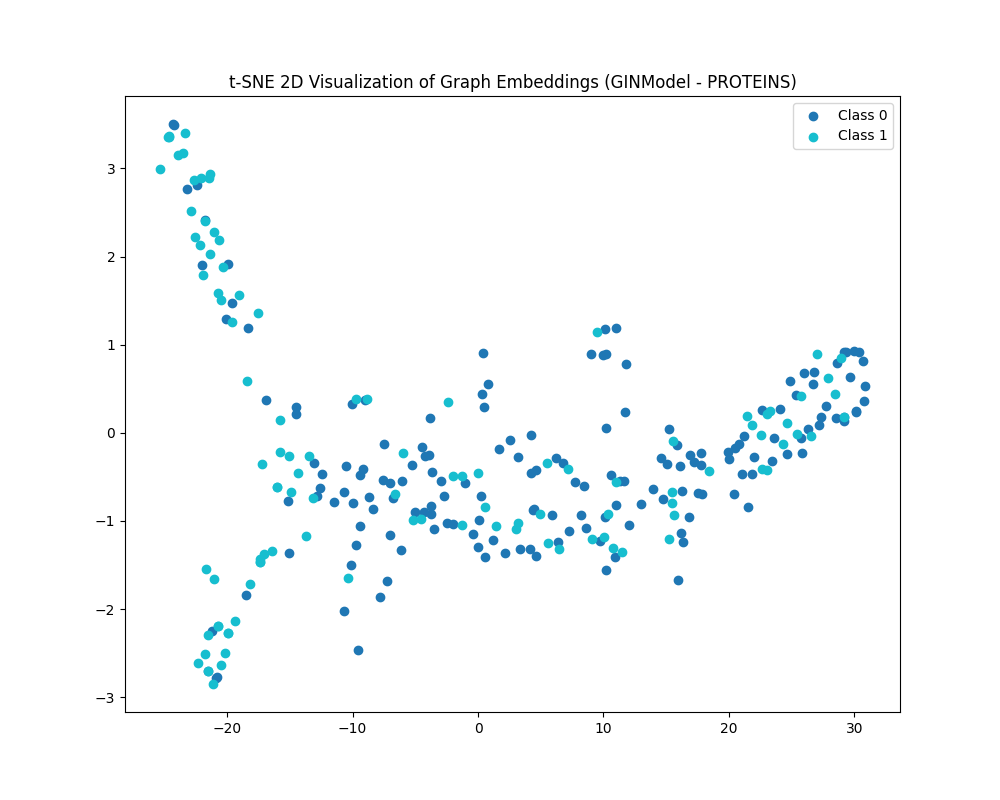 t-SNE 2D Visualization of Graph Embeddings (GINModel - PROTEINS)
Class 0
Class 1
3
2
1
0
−1
−2
−3
−20 −10 0 10 20 30